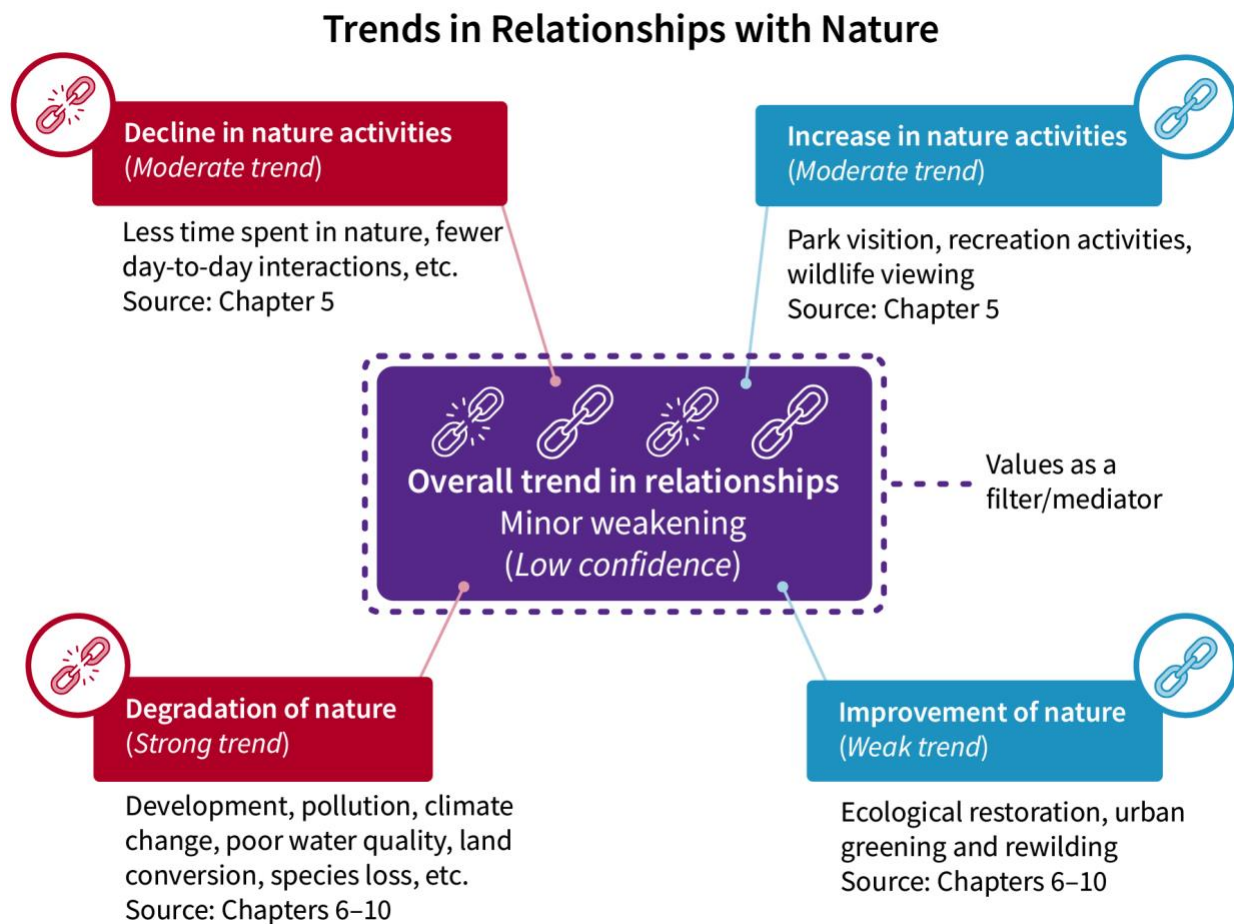 Trends in Relationships with Nature
Decline in nature activities
(Moderate trend)
Less time spent in nature, fewer
day-to-day interactions, etc.
Source: Chapter 5
Increase in nature activities
(Moderate trend)
Park visition, recreation activities,
wildlife viewing
Source: Chapter 5
Overall trend in relationships
Minor weakening
(Low confidence)
Values as a
filter/mediator
Degradation of nature
(Strong trend)
Development, pollution, climate
change, poor water quality, land
conversion, species loss, etc.
Source: Chapters 6–10
Improvement of nature
(Weak trend)
Ecological restoration, urban
greening and rewilding
Source: Chapters 6–10